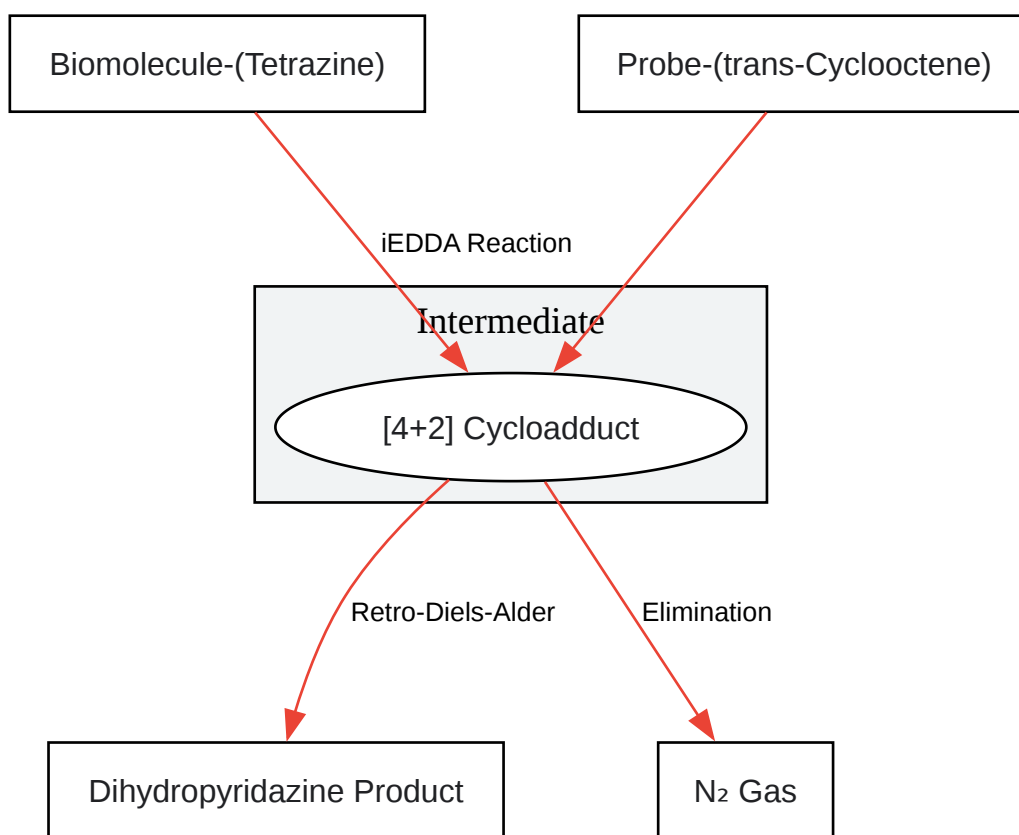 Biomolecule-(Tetrazine)
Probe-(trans-Cyclooctene)
iEDDA Reaction
Intermediate
[4+2] Cycloadduct
Retro-Diels-Alder
Elimination
Dihydropyridazine Product
N₂ Gas